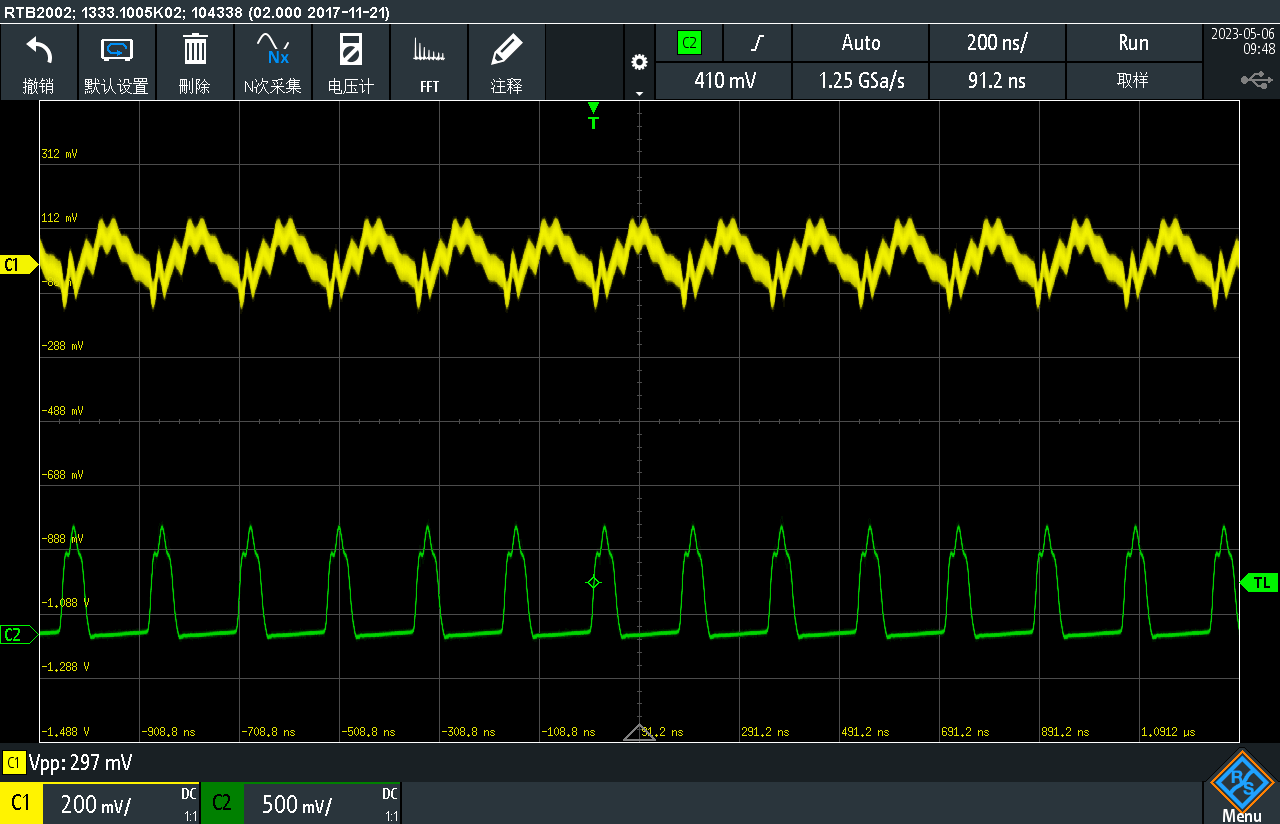 RTB2002; 1333.1005K02; 104338 (02.000 2017-11-21)
撤销
默认设置
刪除
N次采集
Nx
电压计
FFT
注释
C2
Auto
200 ns/
Run
2023-05-06
09:48
410 mV
1.25 GSa/s
91.2 ns
取样
T
312 mV
112 mV
C1
-288 mV
-488 mV
-688 mV
-888 mV
TL
-1.088 V
C2
-1.288 V
-1.488 V
-908.8 ns
-708.8 ns
-508.8 ns
-308.8 ns
-108.8 ns
91.2 ns
291.2 ns
491.2 ns
691.2 ns
891.2 ns
1.0912 µs
C1 Vpp: 297 mV
C1
200 mV/
DC
1:1
C2
500 mV/
DC
1:1
R S
Menu